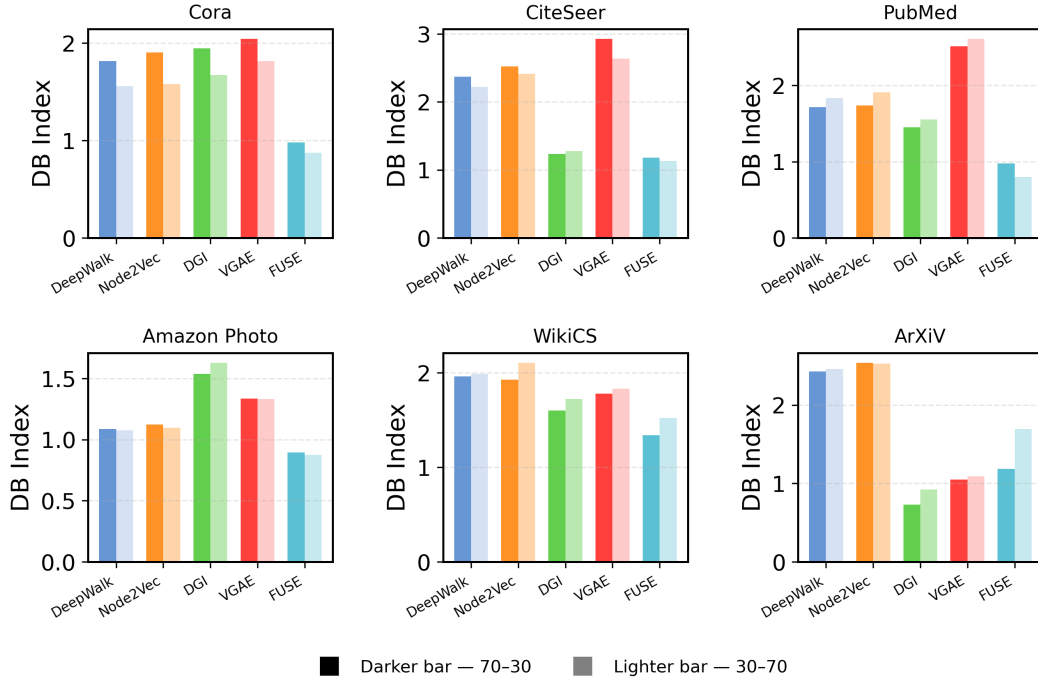 Cora
DB Index
2
1
0
DeepWalk
Node2Vec
DGI
VGAE
FUSE
CiteSeer
DB Index
3
2
1
0
DeepWalk
Node2Vec
DGI
VGAE
FUSE
PubMed
DB Index
2
1
0
DeepWalk
Node2Vec
DGI
VGAE
FUSE
Amazon Photo
DB Index
1.5
1.0
0.5
0.0
DeepWalk
Node2Vec
DGI
VGAE
FUSE
WikiCS
DB Index
2
1
0
DeepWalk
Node2Vec
DGI
VGAE
FUSE
ArXiV
DB Index
2
1
0
DeepWalk
Node2Vec
DGI
VGAE
FUSE
Darker bar — 70–30
Lighter bar — 30–70